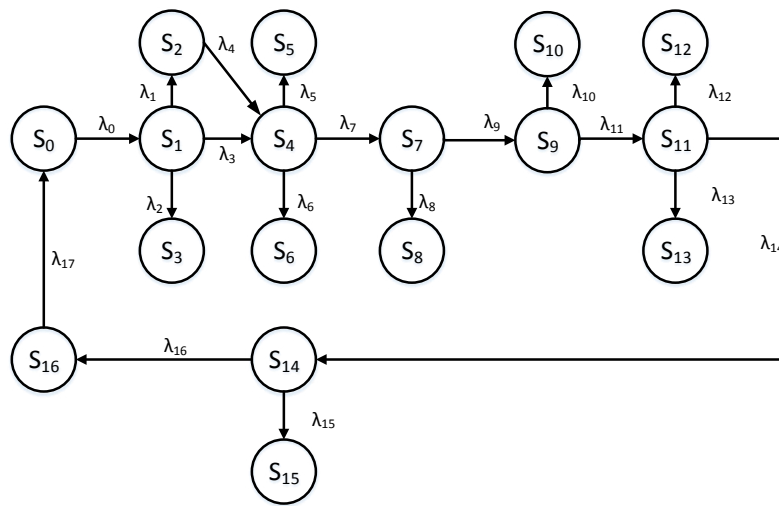 S₂ λ₄ S₅ S₁₀ S₁₂
λ₁ λ₅ λ₁₀ λ₁₂
S₀ λ₀ S₁ λ₃ S₄ λ₇ S₇ λ₉ S₉ λ₁₁ S₁₁
λ₂ λ₆ λ₈ λ₁₃
S₃ S₆ S₈ S₁₃ λ₁₄
λ₁₇
S₁₆ λ₁₆ S₁₄
λ₁₅
S₁₅